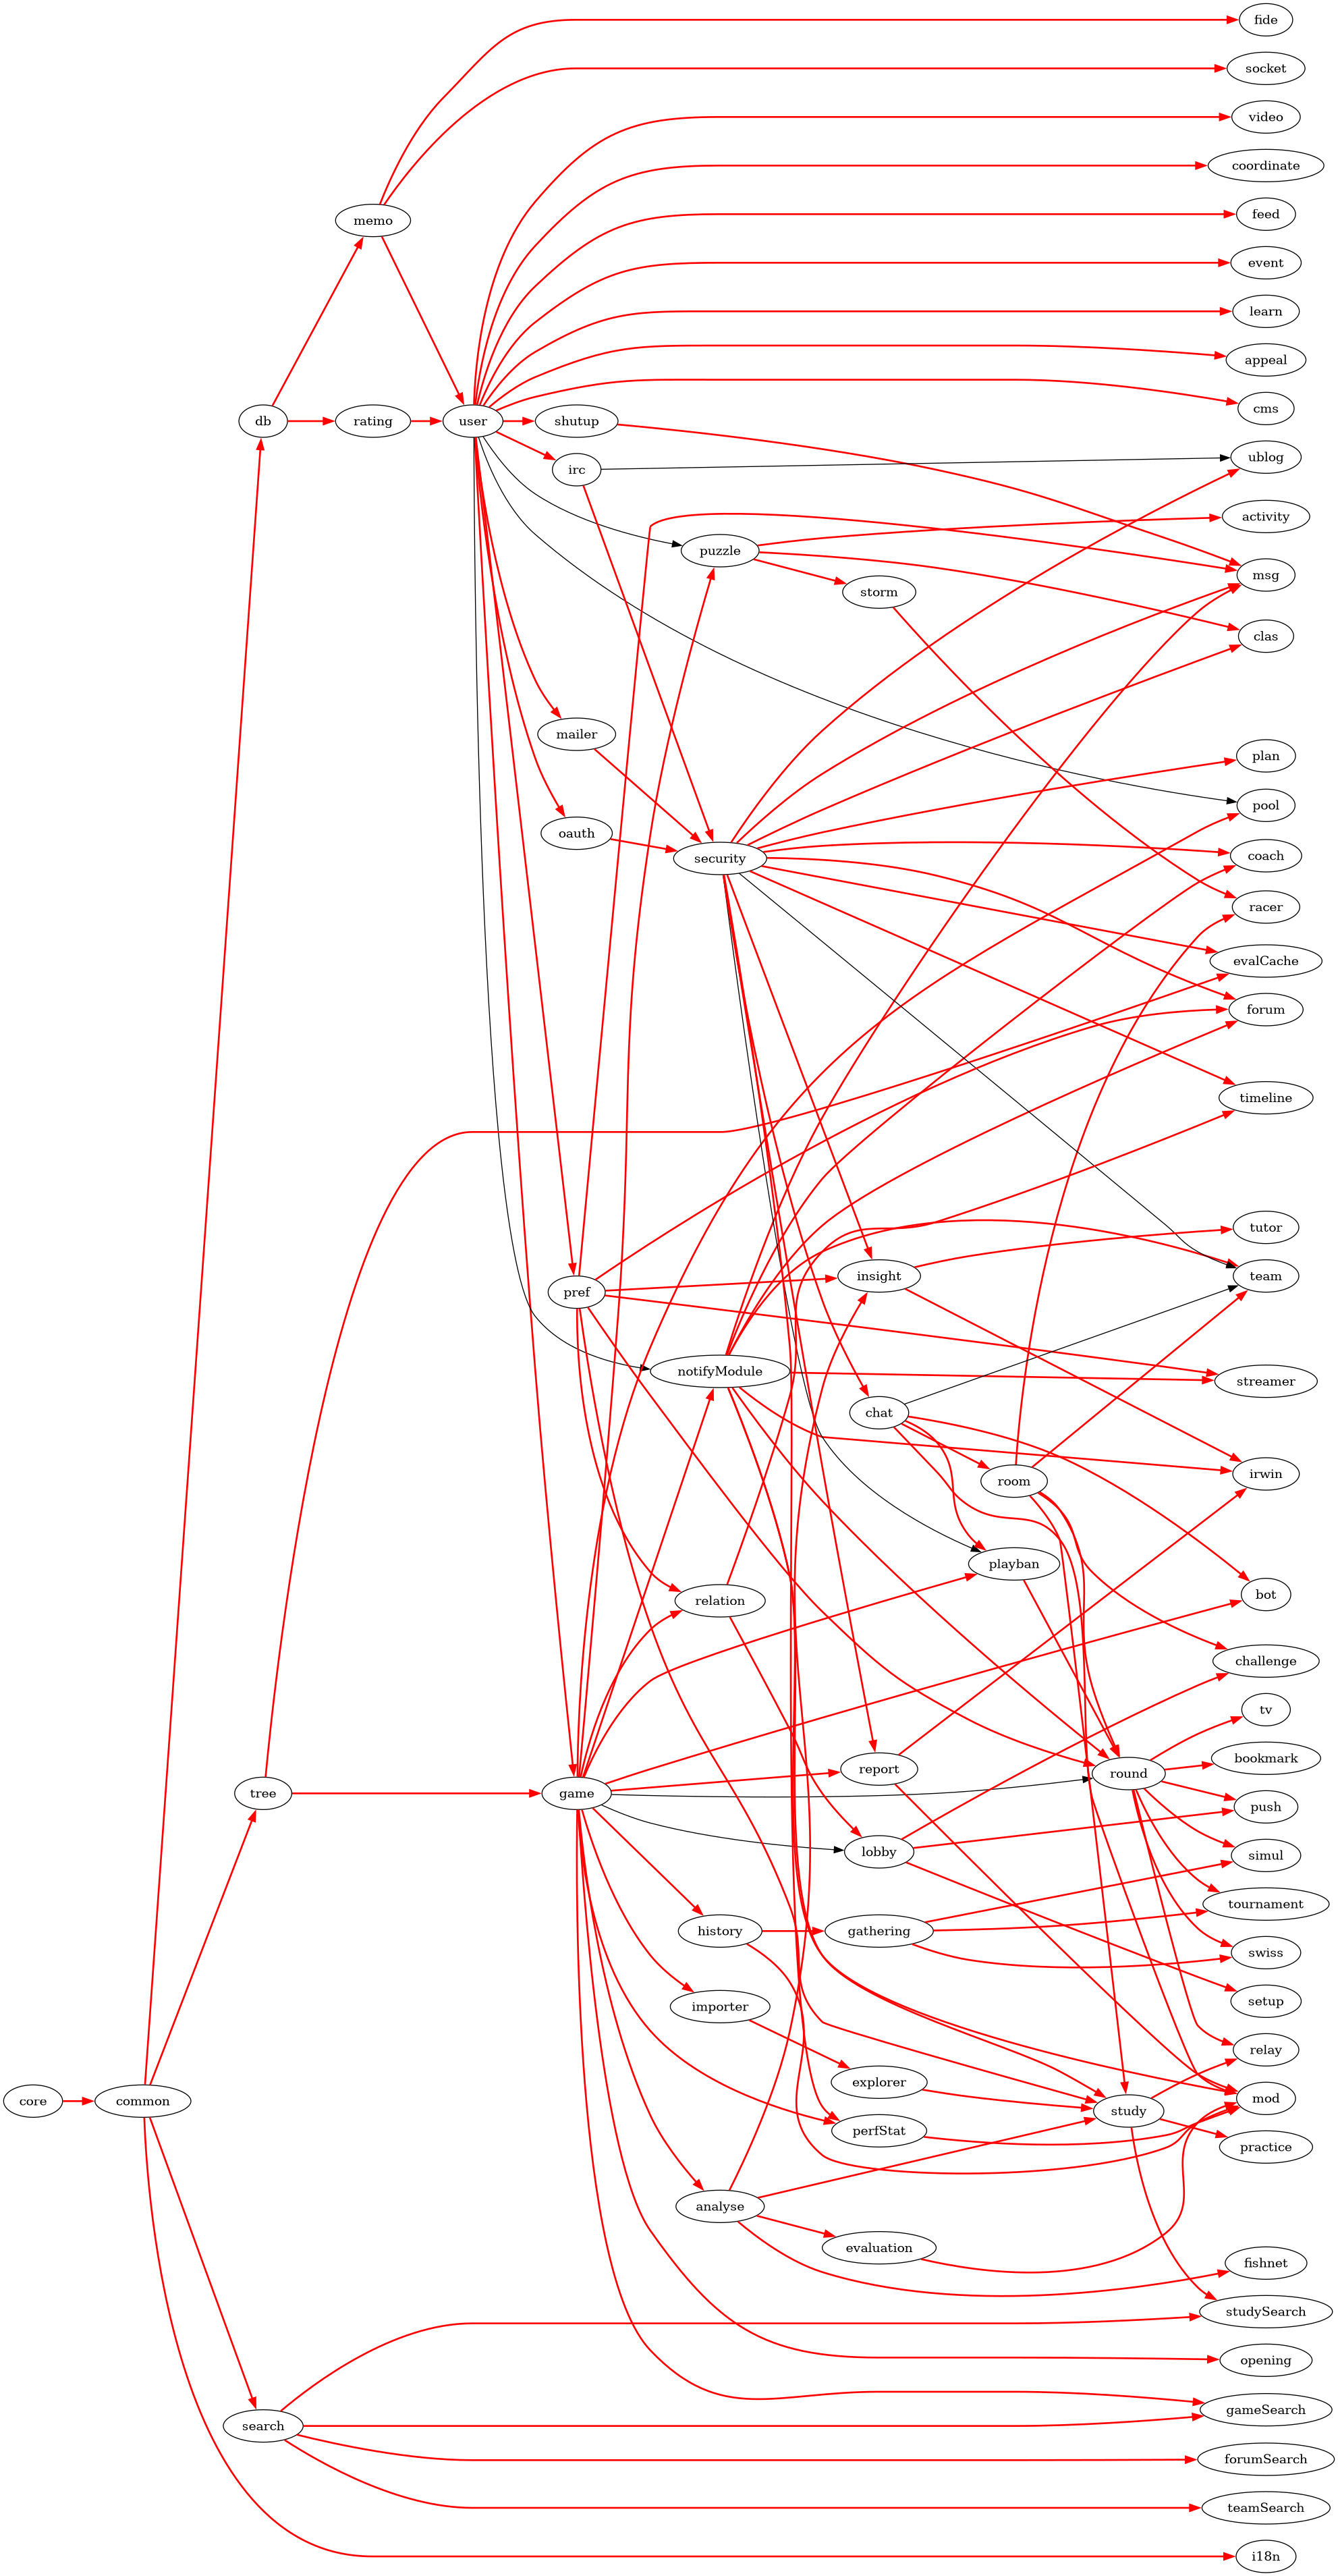 fide
socket
video
coordinate
memo
feed
event
learn
appeal
cms
db
rating
user
shutup
ublog
irc
activity
puzzle
msg
storm
clas
mailer
plan
pool
oauth
coach
security
racer
evalCache
forum
timeline
tutor
insight
team
pref
notifyModule
streamer
chat
irwin
room
playban
bot
relation
challenge
tv
bookmark
report
round
tree
game
push
lobby
simul
tournament
history
gathering
swiss
setup
importer
relay
explorer
core
common
mod
study
perfStat
practice
analyse
evaluation
fishnet
studySearch
opening
gameSearch
search
forumSearch
teamSearch
i18n